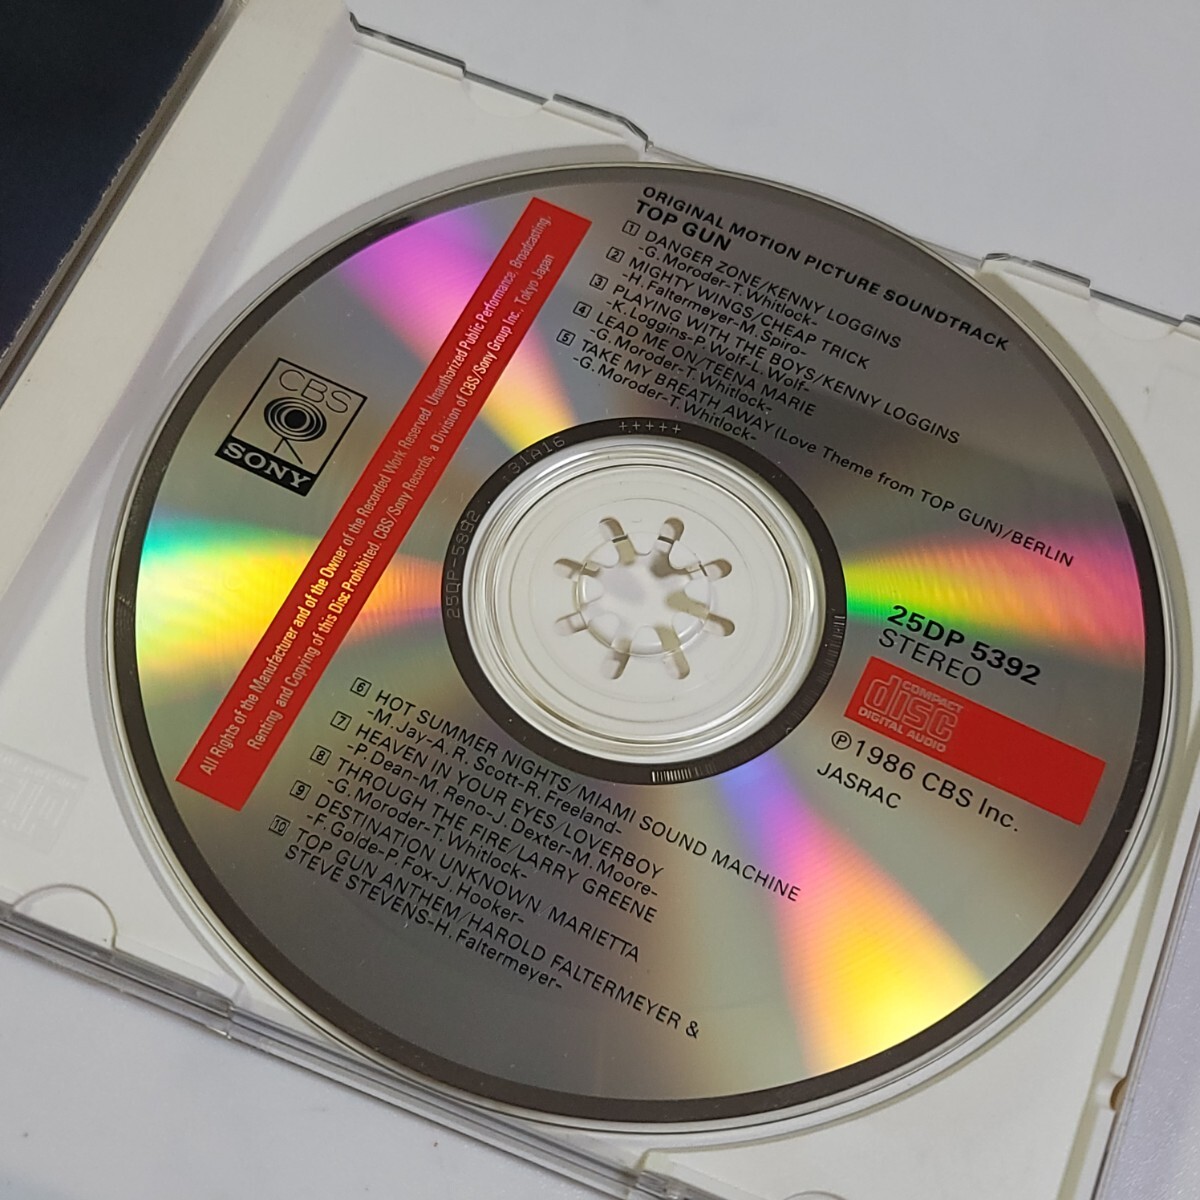 ORIGINAL MOTION PICTURE SOUNDTRACK
TOP GUN
1 DANGER ZONE/KENNY LOGGINS
-G. Moroder-T. Whitlock-
2 MIGHTY WINGS/CHEAP TRICK
-H. Faltermeyer-M. Spiro-
3 PLAYING WITH THE BOYS/KENNY LOGGINS
-K. Loggins-P. Wolf-L. Wolf-
4 LEAD ME ON/TEENA MARIE
-G. Moroder-T. Whitlock-
5 TAKE MY BREATH AWAY (Love Theme from TOP GUN)/BERLIN
-G. Moroder-T. Whitlock-
CBS
SONY
All Rights of the Manufacturer and of the Owner of the Recorded Work Reserved. Unauthorized Public Performance, Broadcasting,
Renting and Copying of this Disc Prohibited. CBS/Sony Records, a Division of CBS/Sony Group Inc., Tokyo Japan
25DP-5392 31A16 +++++
25DP 5392
STEREO
COMPACT
disc
DIGITAL AUDIO
℗1986 CBS Inc.
JASRAC
6 HOT SUMMER NIGHTS/MIAMI SOUND MACHINE
-M. Jay-A. R. Scott-R. Freeland-
7 HEAVEN IN YOUR EYES/LOVERBOY
-P. Dean-M. Reno-J. Dexter-M. Moore-
8 THROUGH THE FIRE/LARRY GREENE
-G. Moroder-T. Whitlock-
9 DESTINATION UNKNOWN/MARIETTA
-F. Golde-P. Fox-J. Hooker-
10 TOP GUN ANTHEM/HAROLD FALTERMEYER &
STEVE STEVENS-H. Faltermeyer-